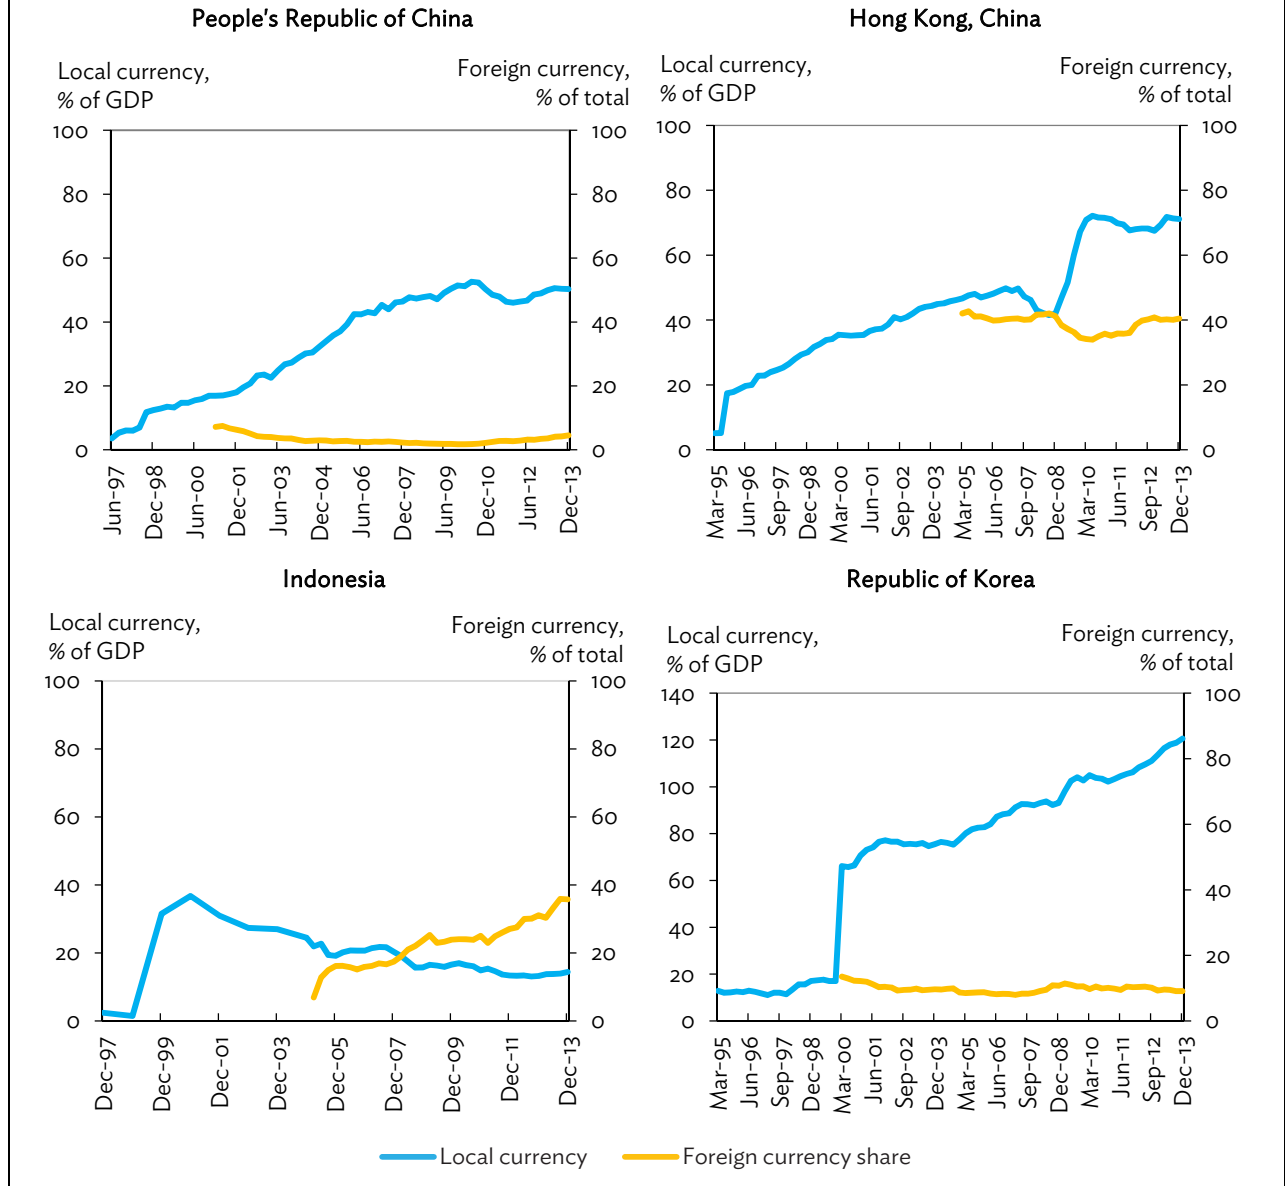 People's Republic of China
Local currency,
% of GDP
Foreign currency,
% of total
100
80
60
40
20
0
100
80
60
40
20
0
Jun-97
Dec-98
Jun-00
Dec-01
Jun-03
Dec-04
Jun-06
Dec-07
Jun-09
Dec-10
Jun-12
Dec-13
Hong Kong, China
Local currency,
% of GDP
Foreign currency,
% of total
100
80
60
40
20
0
100
80
60
40
20
0
Mar-95
Jun-96
Sep-97
Dec-98
Mar-00
Jun-01
Sep-02
Dec-03
Mar-05
Jun-06
Sep-07
Dec-08
Mar-10
Jun-11
Sep-12
Dec-13
Indonesia
Local currency,
% of GDP
Foreign currency,
% of total
100
80
60
40
20
0
100
80
60
40
20
0
Dec-97
Dec-99
Dec-01
Dec-03
Dec-05
Dec-07
Dec-09
Dec-11
Dec-13
Republic of Korea
Local currency,
% of GDP
Foreign currency,
% of total
140
120
100
80
60
40
20
0
100
80
60
40
20
0
Mar-95
Jun-96
Sep-97
Dec-98
Mar-00
Jun-01
Sep-02
Dec-03
Mar-05
Jun-06
Sep-07
Dec-08
Mar-10
Jun-11
Sep-12
Dec-13
Local currency
Foreign currency share